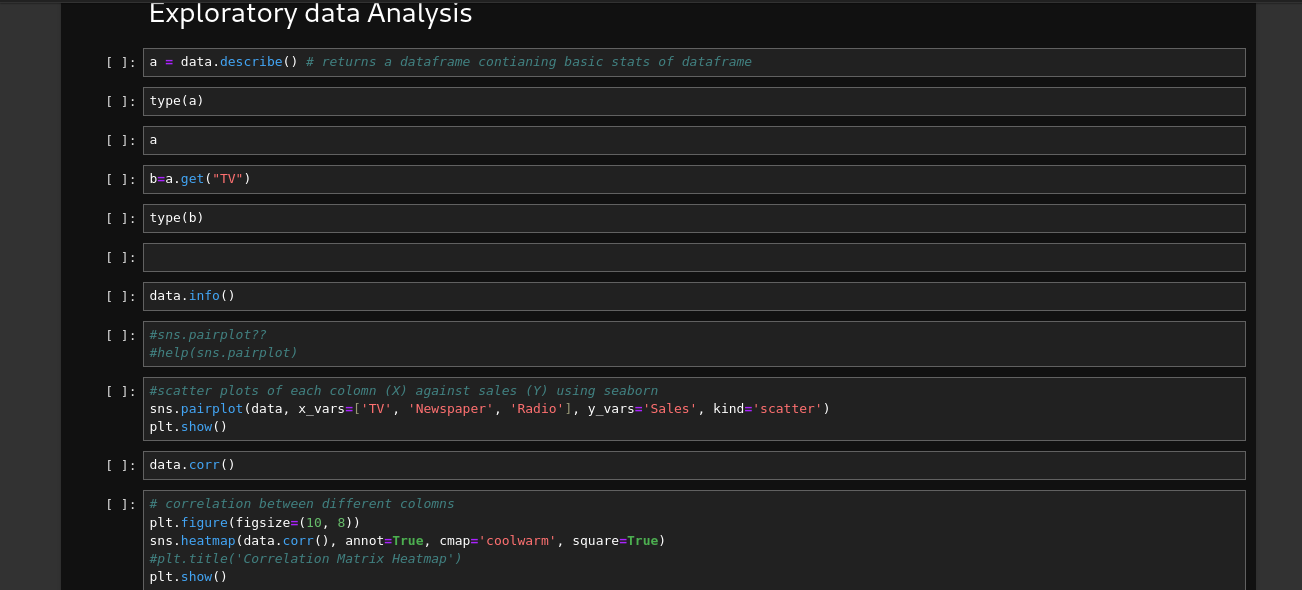 Exploratory data Analysis
[ ]: a = data.describe() # returns a dataframe contianing basic stats of dataframe
[ ]: type(a)
[ ]: a
[ ]: b=a.get("TV")
[ ]: type(b)
[ ]:
[ ]: data.info()
[ ]: #sns.pairplot??
#help(sns.pairplot)
[ ]: #scatter plots of each colomn (X) against sales (Y) using seaborn
sns.pairplot(data, x_vars=['TV', 'Newspaper', 'Radio'], y_vars='Sales', kind='scatter')
plt.show()
[ ]: data.corr()
[ ]: # correlation between different colomns
plt.figure(figsize=(10, 8))
sns.heatmap(data.corr(), annot=True, cmap='coolwarm', square=True)
#plt.title('Correlation Matrix Heatmap')
plt.show()